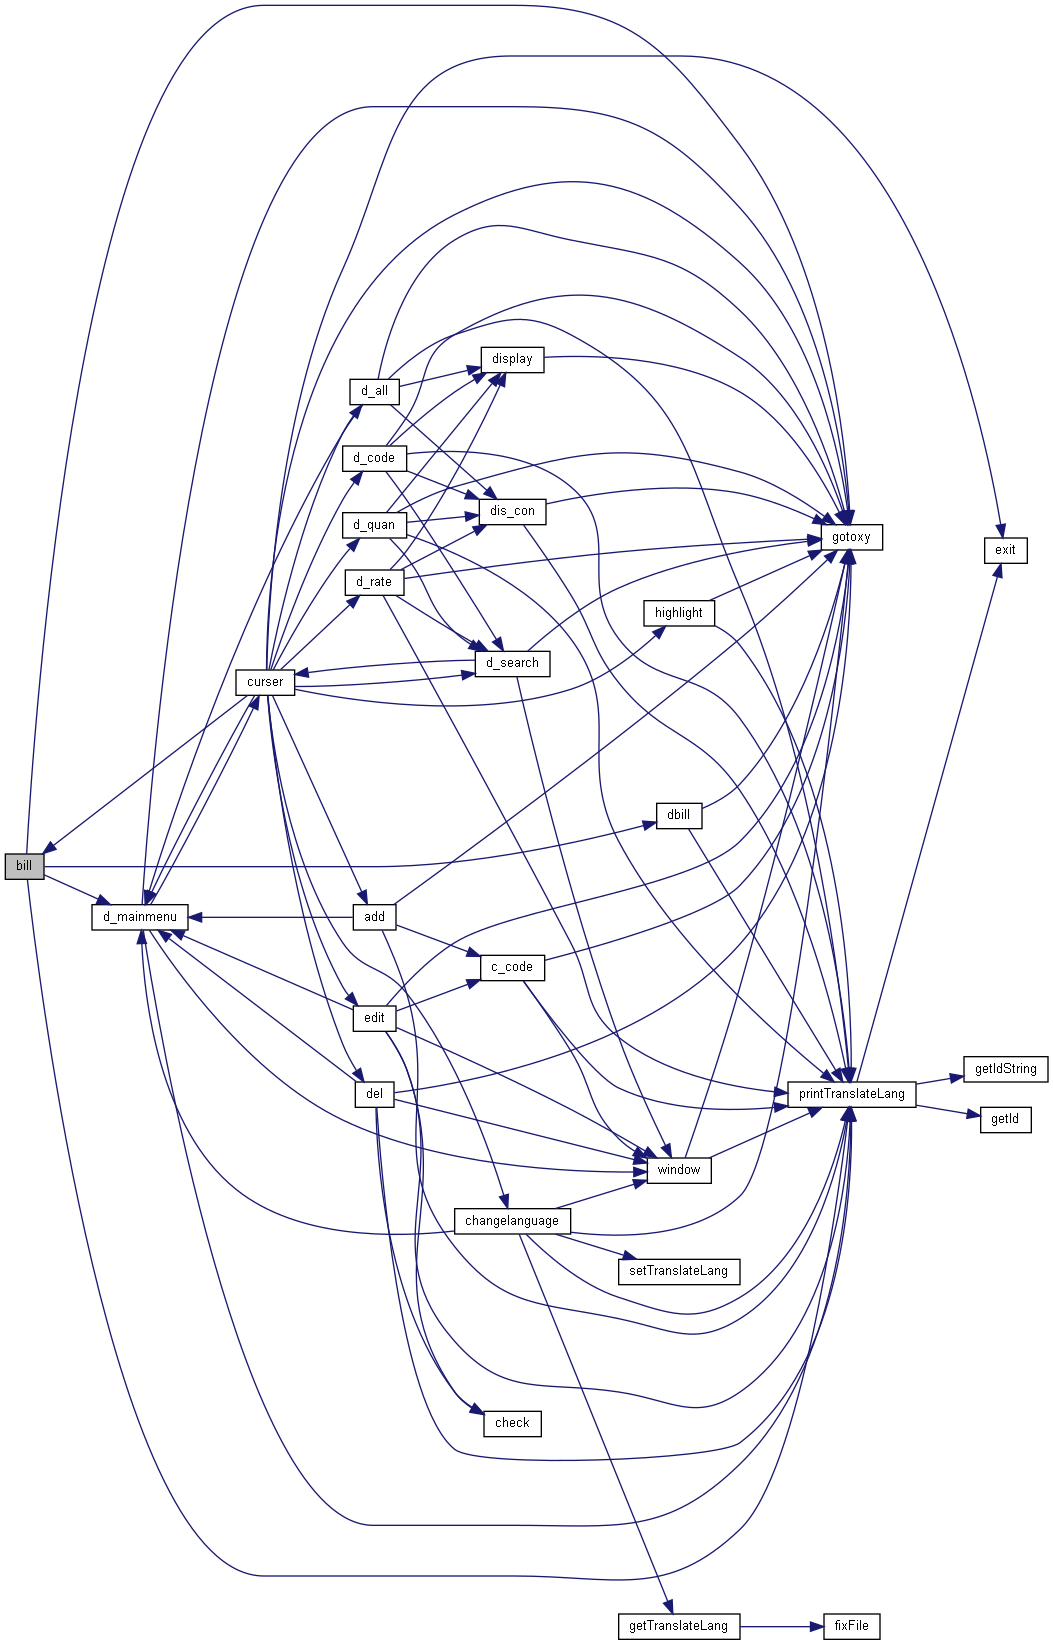 display
d_all
d_code
dis_con
d_quan
gotoxy
exit
d_rate
highlight
d_search
curser
dbill
bill
d_mainmenu
add
c_code
edit
getIdString
del
printTranslateLang
getId
window
changelanguage
setTranslateLang
check
getTranslateLang
fixFile